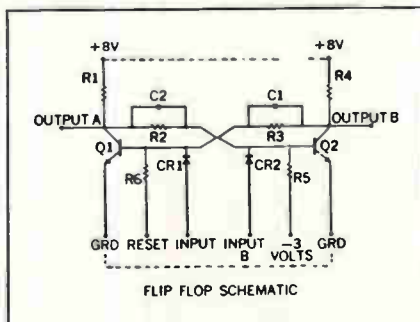 +8V +8V
R1 R4
C2 C1
OUTPUT A OUTPUT B
R2 R3
Q1 Q2
R6 CR1 CR2 R5
GRD RESET INPUT INPUT B -3 VOLTS GRD
FLIP FLOP SCHEMATIC